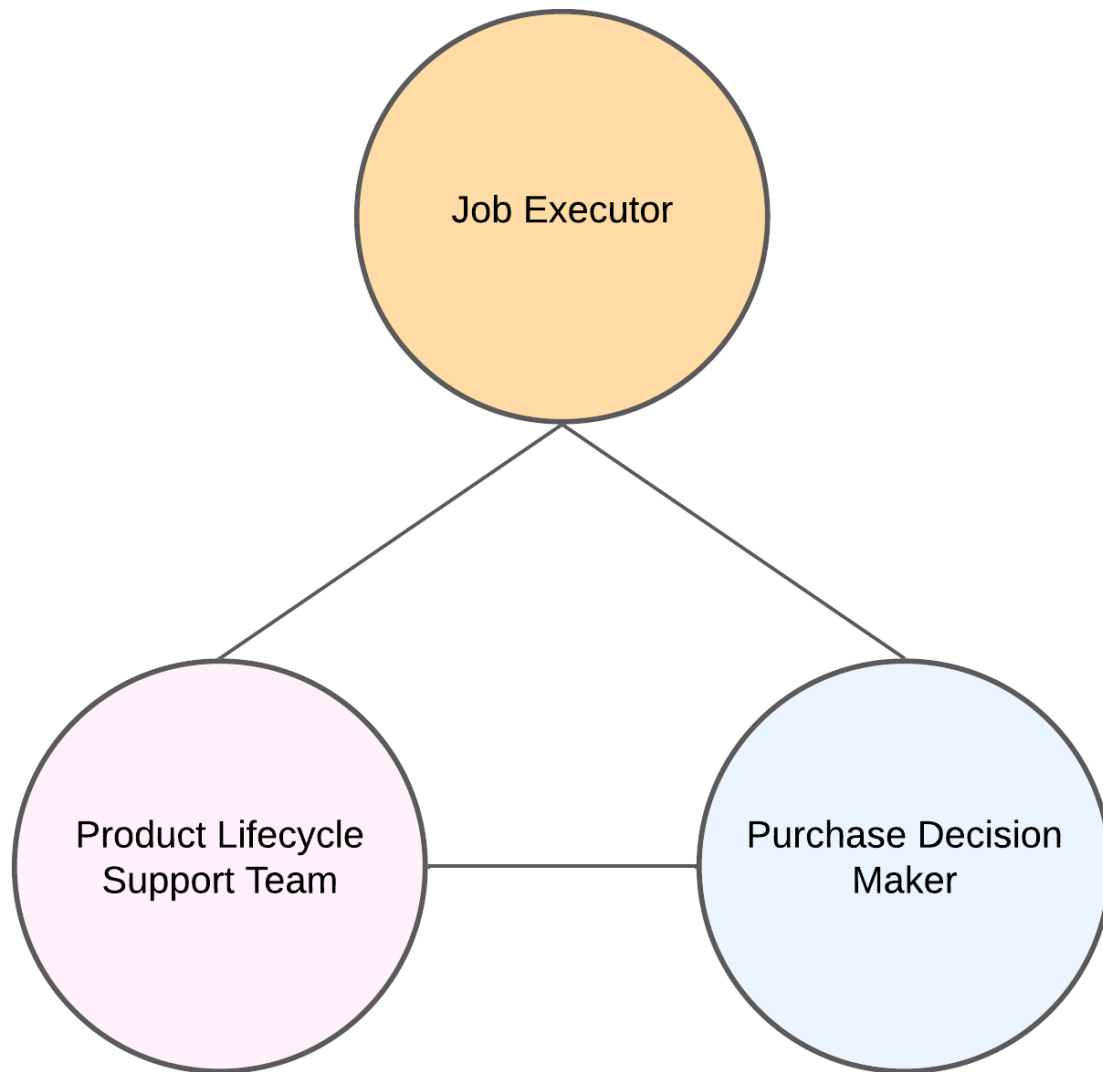 Job Executor
Product Lifecycle
Support Team
Purchase Decision
Maker